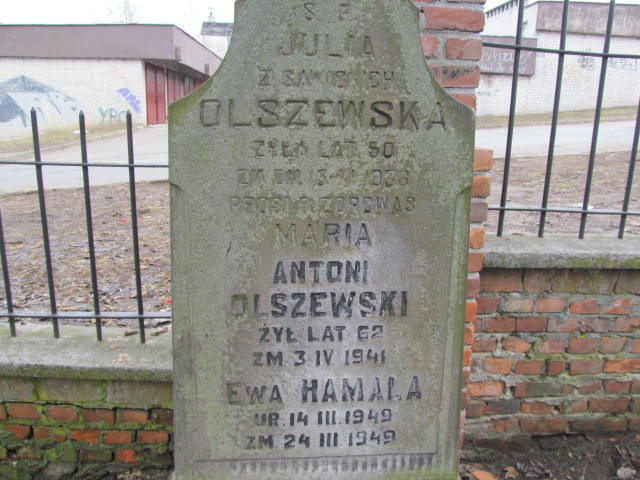 Ś P
JULIA
Z SAWICKICH
OLSZEWSKA
ŻYŁA LAT 50
ZM DN 13 VI 1936
PROSI O ZDROWAŚ
MARIA
ANTONI
OLSZEWSKI
ŻYŁ LAT 62
ZM 3 IV 1941
EWA HAMALA
UR. 14 III 1949
ZM 24 III 1949